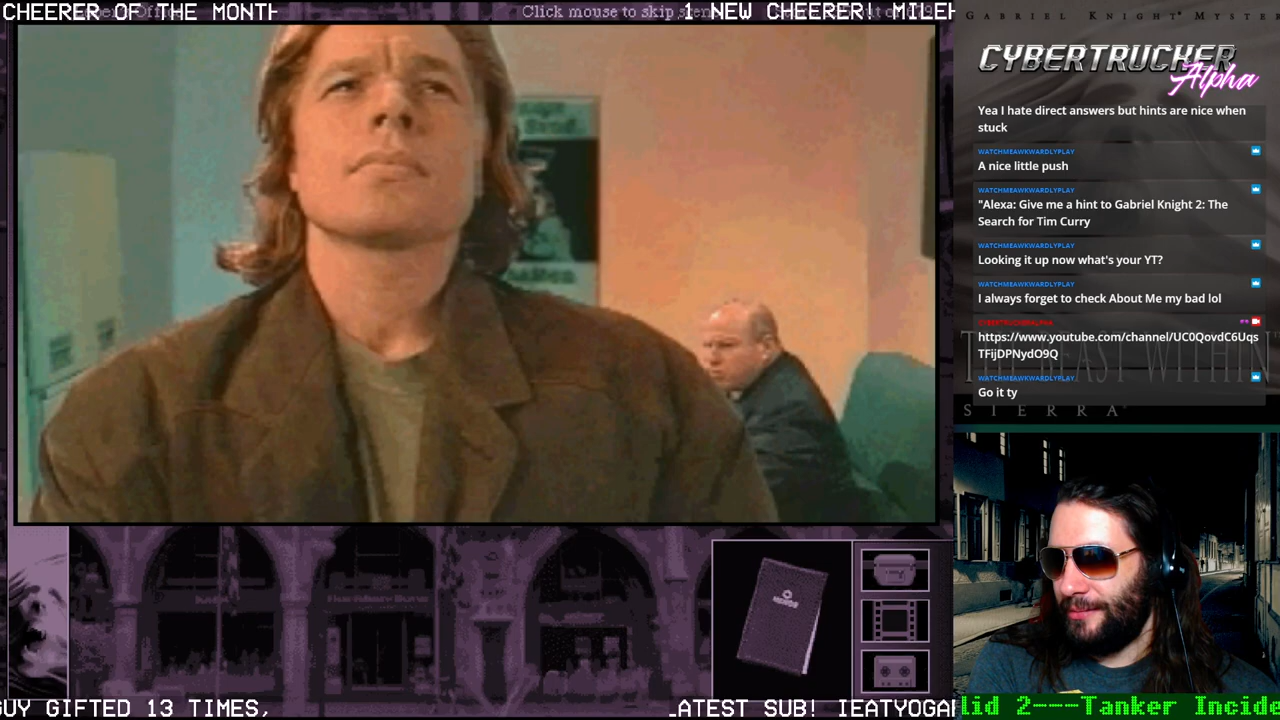 CHEERER OF THE MONTH
Click mouse to skip
1 NEW CHEERER! MILE
GABRIEL KNIGHT MYSTE
CYBERTRUCKER
Alpha
Yea I hate direct answers but hints are nice when
stuck
WATCHMEAWKWARDLYPLAY
A nice little push
WATCHMEAWKWARDLYPLAY
"Alexa: Give me a hint to Gabriel Knight 2: The
Search for Tim Curry
WATCHMEAWKWARDLYPLAY
Looking it up now what's your YT?
WATCHMEAWKWARDLYPLAY
I always forget to check About Me my bad lol
CYBERTRUCKERALPHA
https://www.youtube.com/channel/UC0QovdC6Uqs
TFijDPNydO9Q
WATCHMEAWKWARDLYPLAY
Go it ty
THE BEAST WITHIN
SIERRA
GUY GIFTED 13 TIMES,
LATEST SUB! IEATYOGA
lid 2---Tanker Incide